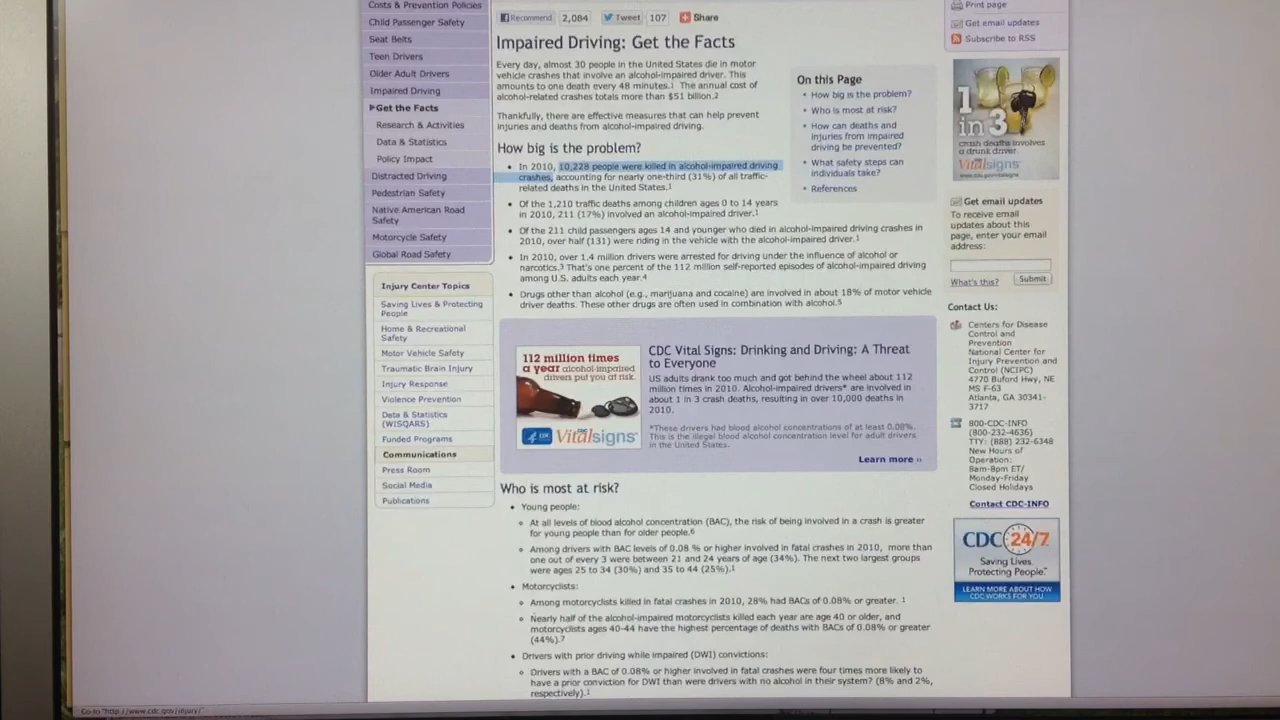 Costs & Prevention Policies
Child Passenger Safety
Seat Belts
Teen Drivers
Older Adult Drivers
Impaired Driving
Get the Facts
Research & Activities
Data & Statistics
Policy Impact
Distracted Driving
Pedestrian Safety
Native American Road
Safety
Motorcycle Safety
Global Road Safety
Injury Center Topics
Saving Lives & Protecting
People
Home & Recreational
Safety
Motor Vehicle Safety
Traumatic Brain Injury
Injury Response
Violence Prevention
Data & Statistics
(WISQARS)
Funded Programs
Communications
Press Room
Social Media
Publications
Recommend 2,084 Tweet 107 Share
Impaired Driving: Get the Facts
Every day, almost 30 people in the United States die in motor
vehicle crashes that involve an alcohol-impaired driver. This
amounts to one death every 48 minutes.1 The annual cost of
alcohol-related crashes totals more than $51 billion.2
Thankfully, there are effective measures that can help prevent
injuries and deaths from alcohol-impaired driving.
How big is the problem?
• In 2010, 10,228 people were killed in alcohol-impaired driving
crashes, accounting for nearly one-third (31%) of all traffic-
related deaths in the United States.1
• Of the 1,210 traffic deaths among children ages 0 to 14 years
in 2010, 211 (17%) involved an alcohol-impaired driver.1
• Of the 211 child passengers ages 14 and younger who died in alcohol-impaired driving crashes in
2010, over half (131) were riding in the vehicle with the alcohol-impaired driver.1
• In 2010, over 1.4 million drivers were arrested for driving under the influence of alcohol or
narcotics.3 That's one percent of the 112 million self-reported episodes of alcohol-impaired driving
among U.S. adults each year.4
• Drugs other than alcohol (e.g., marijuana and cocaine) are involved in about 18% of motor vehicle
driver deaths. These other drugs are often used in combination with alcohol.5
On this Page
• How big is the problem?
• Who is most at risk?
• How can deaths and
injuries from impaired
driving be prevented?
• What safety steps can
individuals take?
• References
112 million times
a year alcohol-impaired
drivers put you at risk.
CDC Vitalsigns™
CDC Vital Signs: Drinking and Driving: A Threat
to Everyone
US adults drank too much and got behind the wheel about 112
million times in 2010. Alcohol-impaired drivers* are involved in
about 1 in 3 crash deaths, resulting in over 10,000 deaths in
2010.
*These drivers had blood alcohol concentrations of at least 0.08%.
This is the illegal blood alcohol concentration level for adult drivers
in the United States.
Learn more ››
Who is most at risk?
• Young people:
At all levels of blood alcohol concentration (BAC), the risk of being involved in a crash is greater
for young people than for older people.6
Among drivers with BAC levels of 0.08 % or higher involved in fatal crashes in 2010, more than
one out of every 3 were between 21 and 24 years of age (34%). The next two largest groups
were ages 25 to 34 (30%) and 35 to 44 (25%).1
• Motorcyclists:
Among motorcyclists killed in fatal crashes in 2010, 28% had BACs of 0.08% or greater. 1
Nearly half of the alcohol-impaired motorcyclists killed each year are age 40 or older, and
motorcyclists ages 40-44 have the highest percentage of deaths with BACs of 0.08% or greater
(44%).7
• Drivers with prior driving while impaired (DWI) convictions:
Drivers with a BAC of 0.08% or higher involved in fatal crashes were four times more likely to
have a prior conviction for DWI than were drivers with no alcohol in their system? (8% and 2%,
respectively).1
Print page
Get email updates
Subscribe to RSS
1
in 3
crash deaths involves
a drunk driver.
Vitalsigns™
www.cdc.gov/vitalsigns
Get email updates
To receive email
updates about this
page, enter your email
address:
What's this? Submit
Contact Us:
Centers for Disease
Control and
Prevention
National Center for
Injury Prevention and
Control (NCIPC)
4770 Buford Hwy, NE
MS F-63
Atlanta, GA 30341-
3717
800-CDC-INFO
(800-232-4636)
TTY: (888) 232-6348
New Hours of
Operation:
8am-8pm ET/
Monday-Friday
Closed Holidays
Contact CDC-INFO
CDC 24/7
Saving Lives.
Protecting People.™
LEARN MORE ABOUT HOW
CDC WORKS FOR YOU.
Go to "http://www.cdc.gov/injury/"